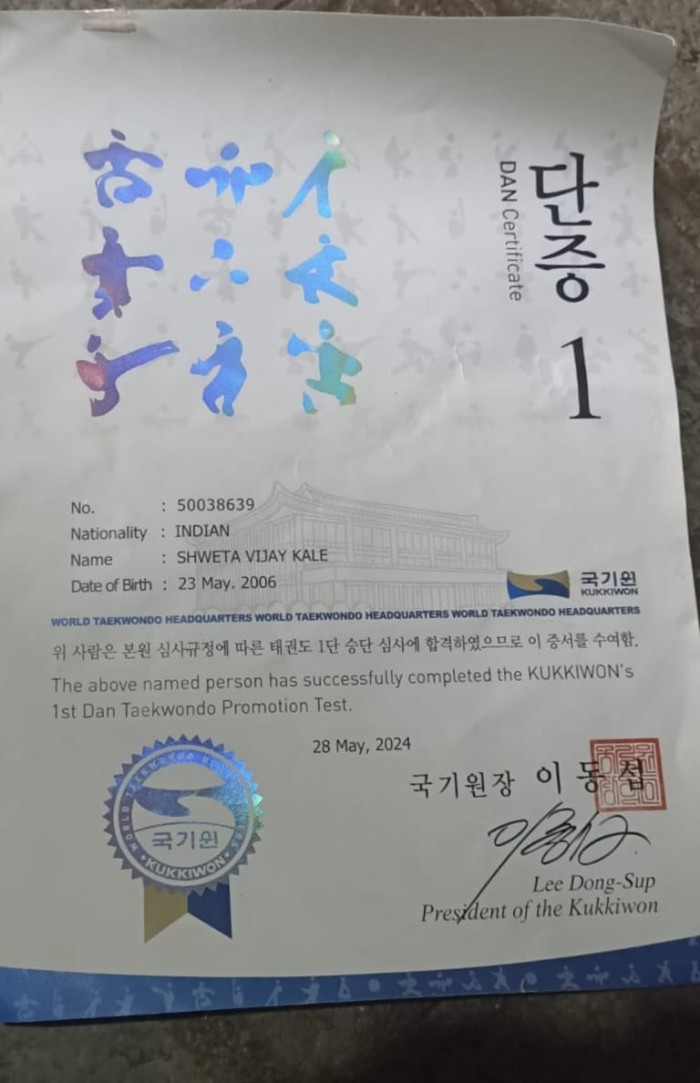 단증
DAN Certificate
1
No. : 50038639
Nationality : INDIAN
Name : SHWETA VIJAY KALE
Date of Birth : 23 May. 2006
국기원
KUKKIWON
WORLD TAEKWONDO HEADQUARTERS WORLD TAEKWONDO HEADQUARTERS WORLD TAEKWONDO HEADQUARTERS
위 사람은 본원 심사규정에 따른 태권도 1단 승단 심사에 합격하였으므로 이 증서를 수여함.
The above named person has successfully completed the KUKKIWON's
1st Dan Taekwondo Promotion Test.
28 May, 2024
국기원장 이동섭
Lee Dong-Sup
President of the Kukkiwon
WORLD TAEKWONDO HEADQUARTERS
국기원
KUKKIWON